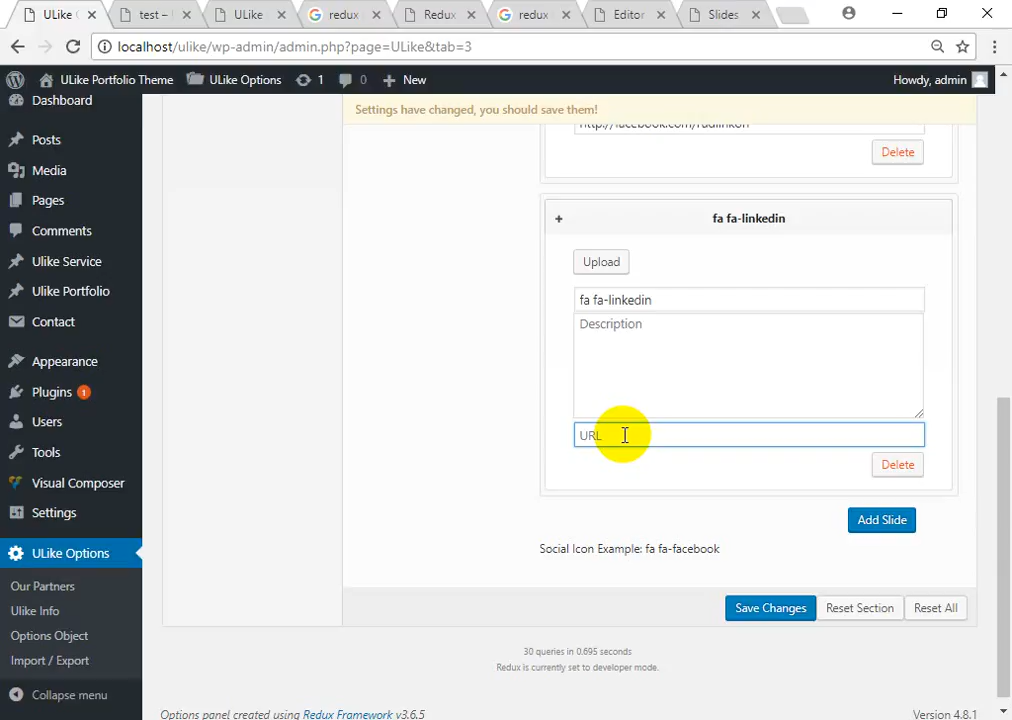 ULike
test –
ULike
redux
Redux
redux
Editor
Slides
localhost/ulike/wp-admin/admin.php?page=ULike&tab=3
ULike Portfolio Theme
ULike Options
1
0
New
Howdy, admin
Dashboard
Posts
Media
Pages
Comments
Ulike Service
Ulike Portfolio
Contact
Appearance
Plugins 1
Users
Tools
Visual Composer
Settings
ULike Options
Our Partners
Ulike Info
Options Object
Import / Export
Collapse menu
Settings have changed, you should save them!
Delete
+ fa fa-linkedin
Upload
fa fa-linkedin
Description
URL
Delete
Add Slide
Social Icon Example: fa fa-facebook
Save Changes
Reset Section
Reset All
30 queries in 0.695 seconds
Redux is currently set to developer mode.
Options panel created using Redux Framework v3.6.5
Version 4.8.1